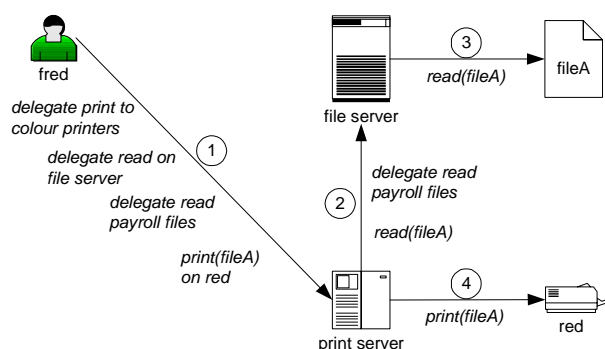 fred
delegate print to
colour printers
delegate read on
file server
delegate read
payroll files
print(fileA)
on red
1
print server
2
delegate read
payroll files
read(fileA)
file server
3
read(fileA)
fileA
4
print(fileA)
red